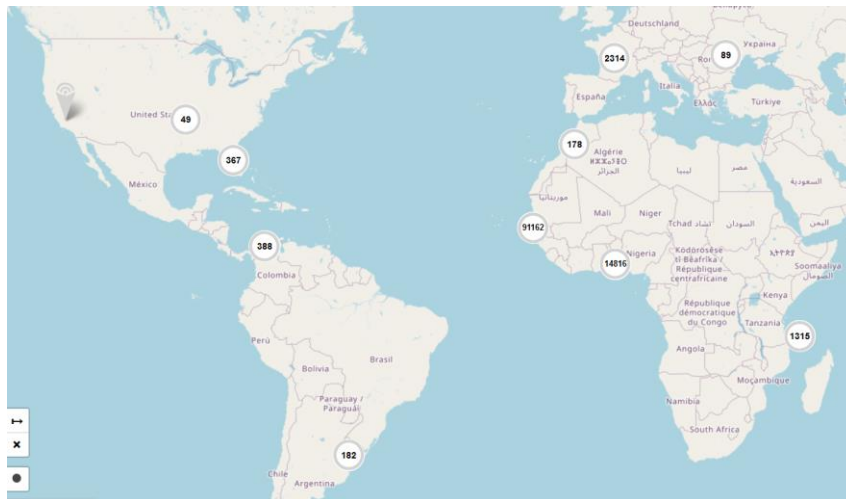 Deutschland
Україна
2314
89
Italia
España
Ελλάς
Türkiye
United Sta
49
367
México
388
Colombia
Perú
Brasil
Bolivia
Paraguay /
Paraguái
182
Chile
Argentina
178
Algérie
ⵍⵣⵣⴰⵢⴻⵔ
الجزائر
ليبيا
مصر
السعودية
موريتانيا
Mali
Niger
Tchad تشاد
السودان
اليمن
91162
14816
Nigeria
Ködörösêse
tî Bêafrîka /
République
centrafricaine
ኢትዮጵያ
Soomaaliya
الصومال
Kenya
République
démocratique
du Congo
Tanzania
1315
Angola
Moçambique
Namibia
South Africa